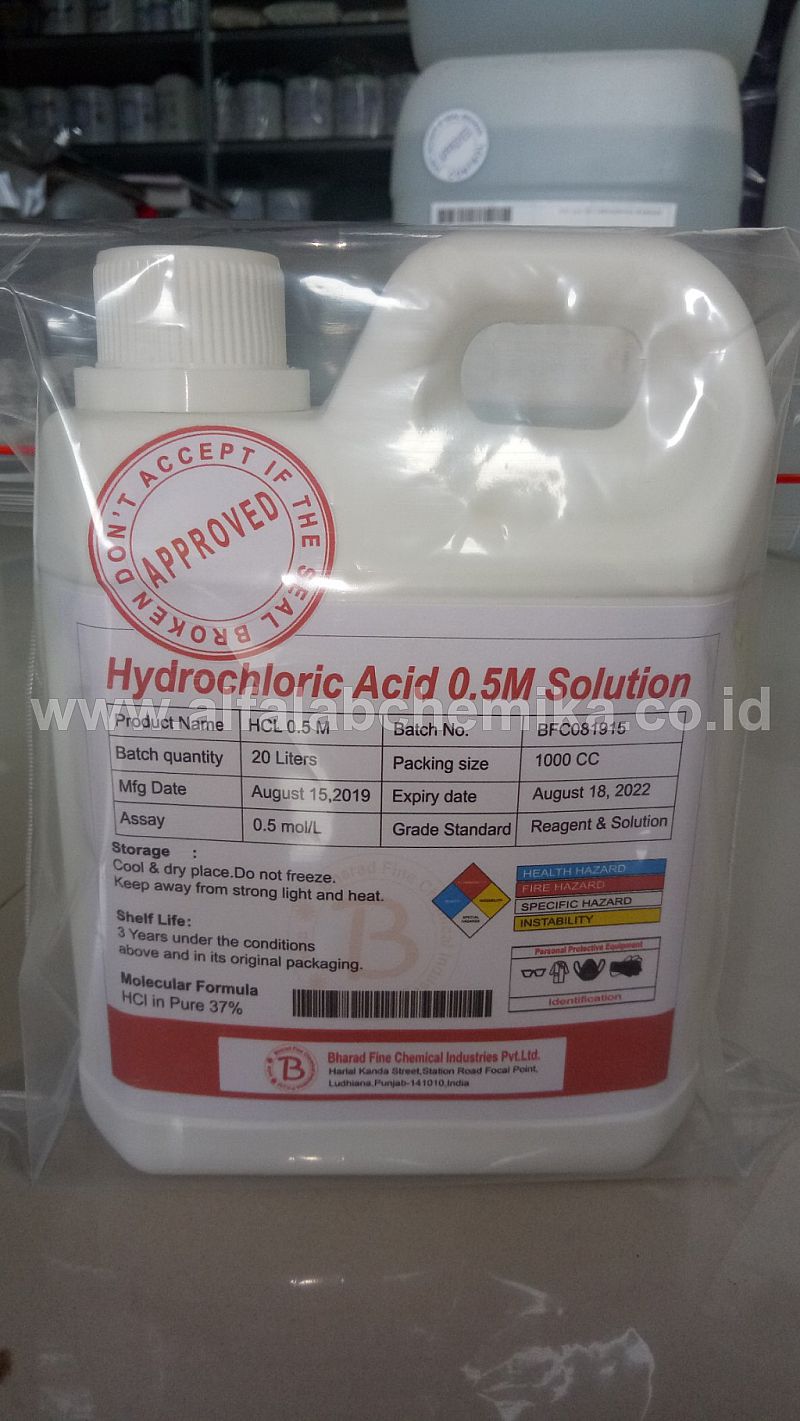 DON'T ACCEPT IF THE SEAL BROKEN
APPROVED
Hydrochloric Acid 0.5M Solution
www.alfalabchemika.co.id
Product Name HCL 0.5 M Batch No. BFC081915
Batch quantity 20 Liters Packing size 1000 CC
Mfg Date August 15,2019 Expiry date August 18, 2022
Assay 0.5 mol/L Grade Standard Reagent & Solution
Storage :
Cool & dry place.Do not freeze.
Keep away from strong light and heat.
HEALTH HAZARD
FIRE HAZARD
SPECIFIC HAZARD
INSTABILITY
Shelf Life:
3 Years under the conditions
above and in its original packaging.
Personal Protective Equipment
Identification
Molecular Formula
HCl in Pure 37%
B
Bharad Fine Chemical Industries Pvt.Ltd.
Harial Kanda Street,Station Road Focal Point,
Ludhiana,Punjab-141010,India